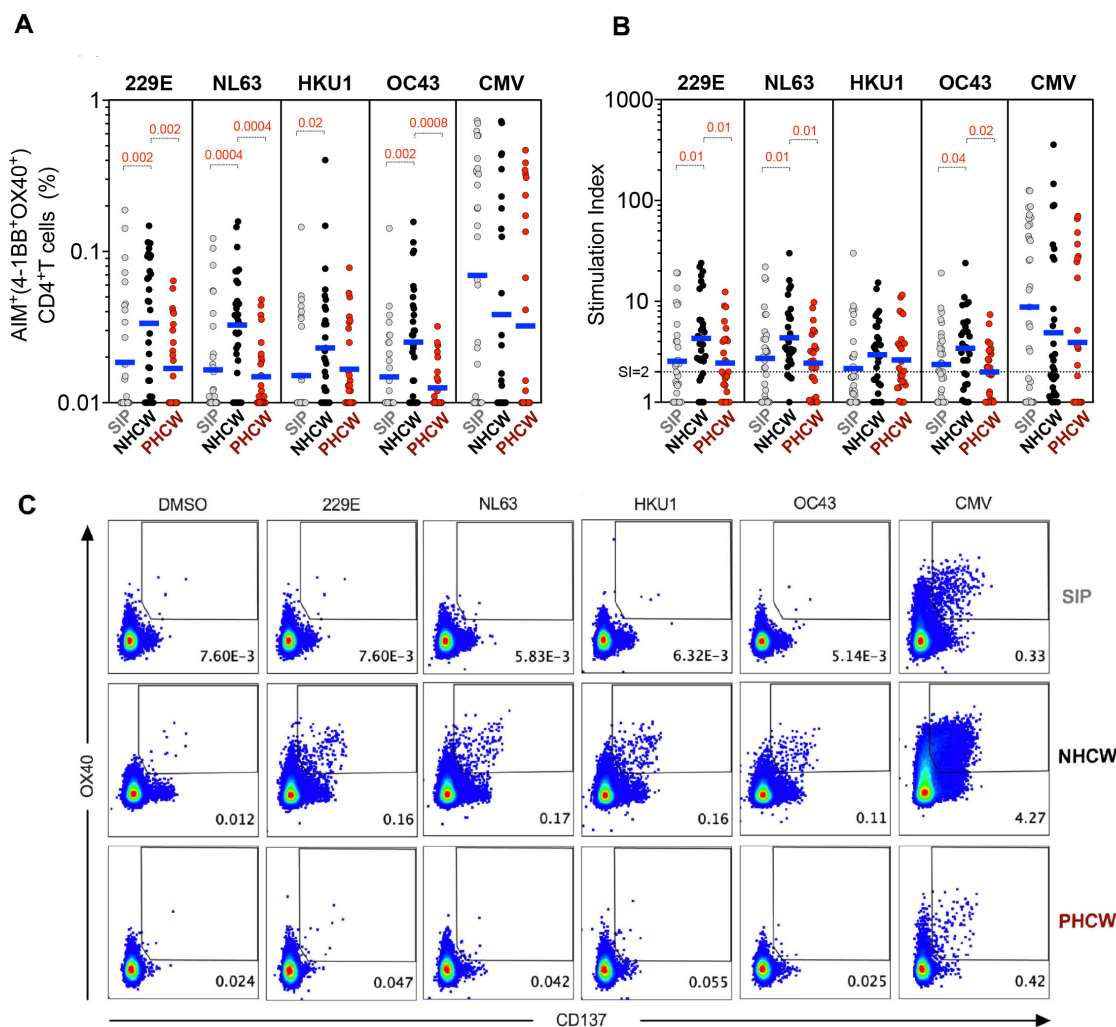 A
B
229E NL63 HKU1 OC43 CMV
229E NL63 HKU1 OC43 CMV
AIM⁺(4-1BB⁺OX40⁺)
CD4⁺T cells (%)
1
0.1
0.01
0.002
0.002
0.0004
0.0004
0.02
0.002
0.0008
SIP NHCW PHCW SIP NHCW PHCW SIP NHCW PHCW SIP NHCW PHCW SIP NHCW PHCW
Stimulation Index
1000
100
10
SI=2
1
0.01
0.01
0.01
0.01
0.04
0.02
SIP NHCW PHCW SIP NHCW PHCW SIP NHCW PHCW SIP NHCW PHCW SIP NHCW PHCW
C
DMSO 229E NL63 HKU1 OC43 CMV
7.60E-3 7.60E-3 5.83E-3 6.32E-3 5.14E-3 0.33
SIP
0.012 0.16 0.17 0.16 0.11 4.27
NHCW
0.024 0.047 0.042 0.055 0.025 0.42
PHCW
OX40
CD137